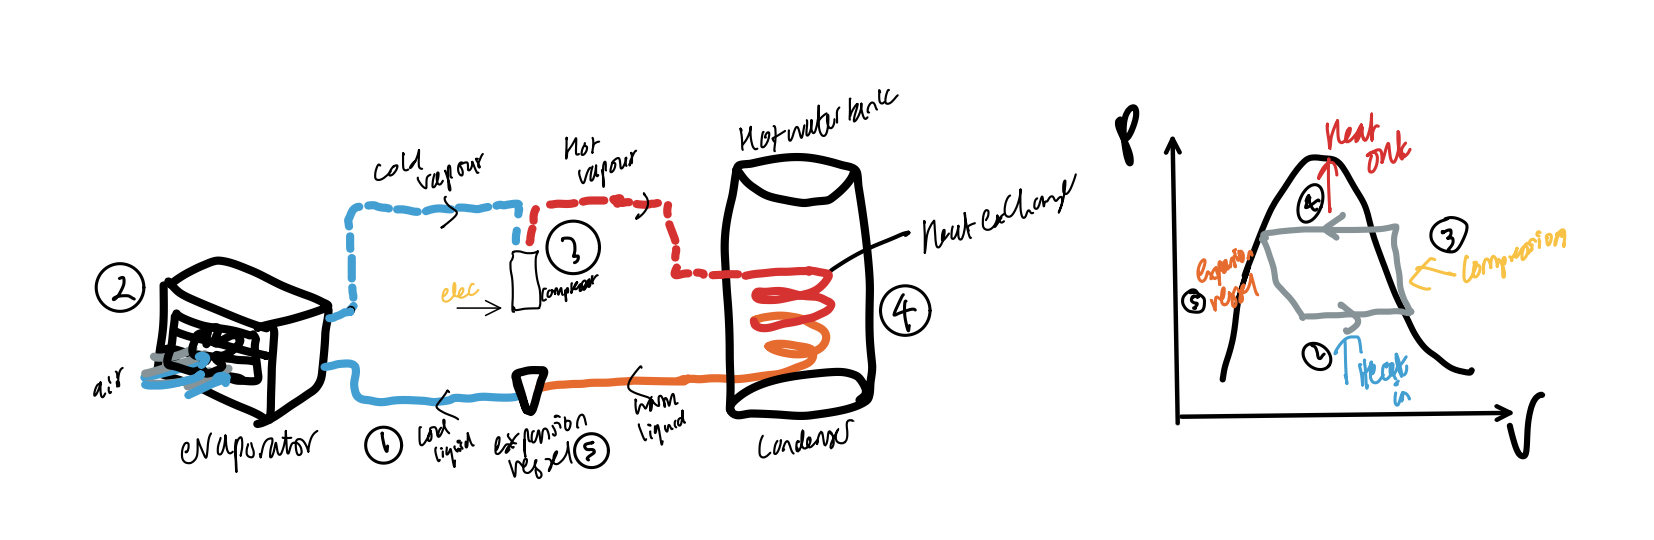 Hot water tank
Cold
vapour
Hot
vapour
Heat exchange
2
3
elec
compressor
4
air
evaporator
1
Cold
liquid
expansion
vessel 5
warm
liquid
Condenser
P
Heat
out
4
3
Compression
expansion
vessel
5
2
Heat
in
V